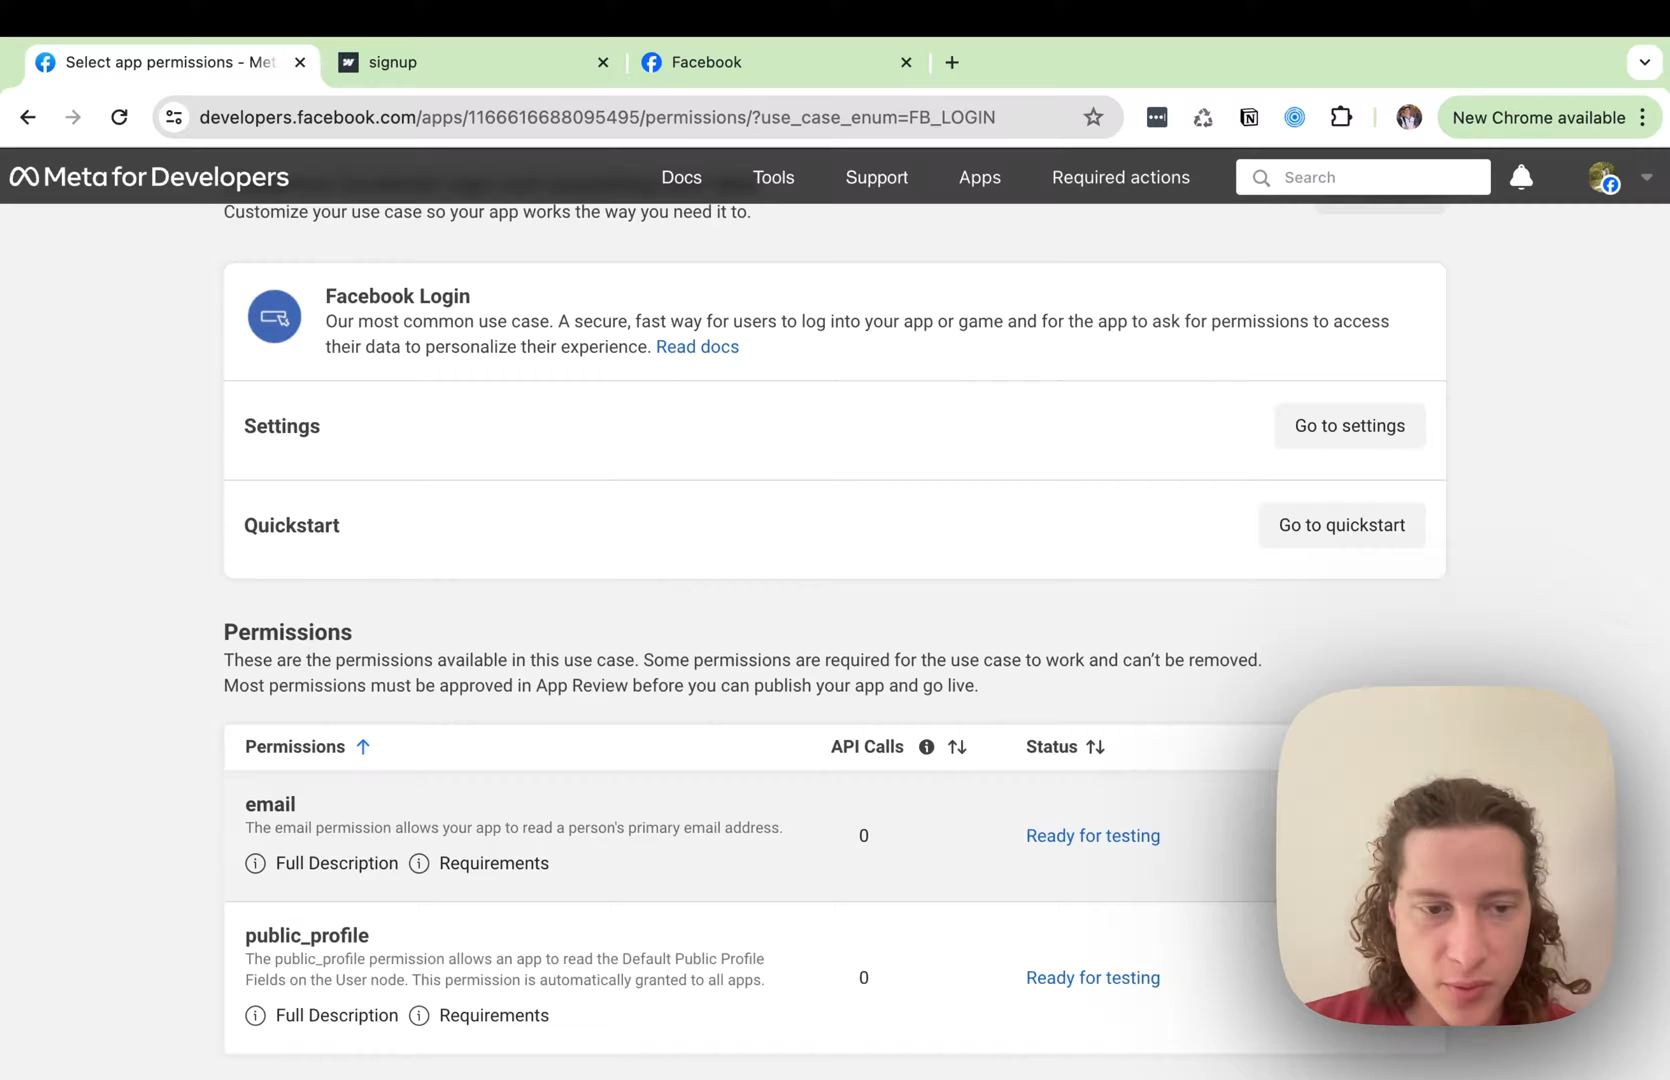 Select app permissions - Met
signup
Facebook
developers.facebook.com/apps/1166616688095495/permissions/?use_case_enum=FB_LOGIN
New Chrome available
Meta for Developers
Docs
Tools
Support
Apps
Required actions
Search
Customize your use case so your app works the way you need it to.
Facebook Login
Our most common use case. A secure, fast way for users to log into your app or game and for the app to ask for permissions to access
their data to personalize their experience. Read docs
Settings
Go to settings
Quickstart
Go to quickstart
Permissions
These are the permissions available in this use case. Some permissions are required for the use case to work and can’t be removed.
Most permissions must be approved in App Review before you can publish your app and go live.
Permissions
API Calls
Status
email
The email permission allows your app to read a person's primary email address.
Full Description
Requirements
0
Ready for testing
public_profile
The public_profile permission allows an app to read the Default Public Profile
Fields on the User node. This permission is automatically granted to all apps.
Full Description
Requirements
0
Ready for testing